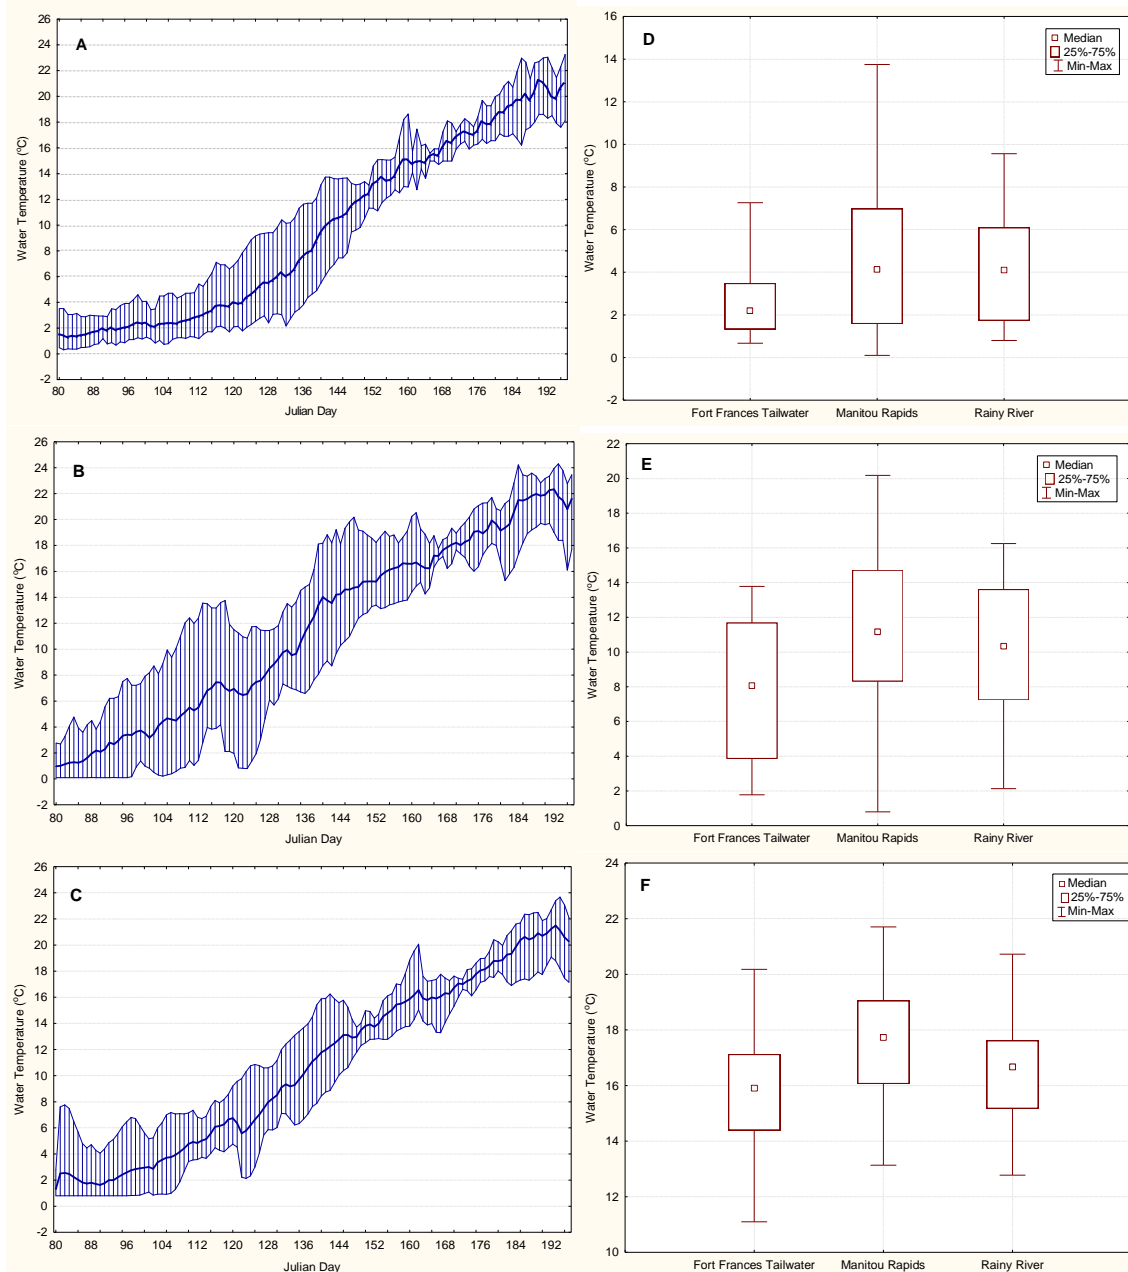 A
26
24
22
20
18
16
14
12
10
8
6
4
2
0
-2
Water Temperature (°C)
80 88 96 104 112 120 128 136 144 152 160 168 176 184 192
Julian Day
D
16
14
12
10
8
6
4
2
0
-2
Water Temperature (°C)
Median
25%-75%
Min-Max
Fort Frances Tailwater Manitou Rapids Rainy River
B
26
24
22
20
18
16
14
12
10
8
6
4
2
0
-2
Water Temperature (°C)
80 88 96 104 112 120 128 136 144 152 160 168 176 184 192
Julian Day
E
22
20
18
16
14
12
10
8
6
4
2
0
Water Temperature (°C)
Median
25%-75%
Min-Max
Fort Frances Tailwater Manitou Rapids Rainy River
C
26
24
22
20
18
16
14
12
10
8
6
4
2
0
-2
Water Temperature (°C)
80 88 96 104 112 120 128 136 144 152 160 168 176 184 192
Julian Day
F
24
22
20
18
16
14
12
10
Water Temperature (°C)
Median
25%-75%
Min-Max
Fort Frances Tailwater Manitou Rapids Rainy River